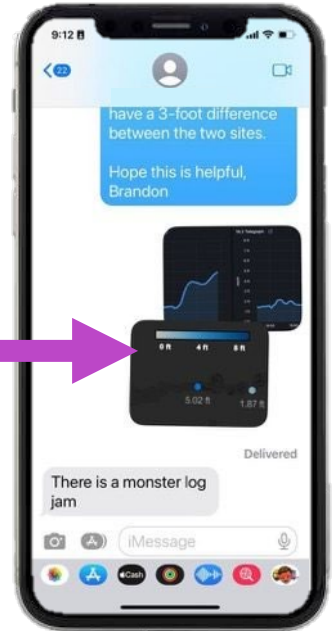 9:12
22
have a 3-foot difference
between the two sites.
Hope this is helpful,
Brandon
0 ft 4 ft 8 ft
5.02 ft
1.87 ft
Delivered
There is a monster log
jam
iMessage
Cash